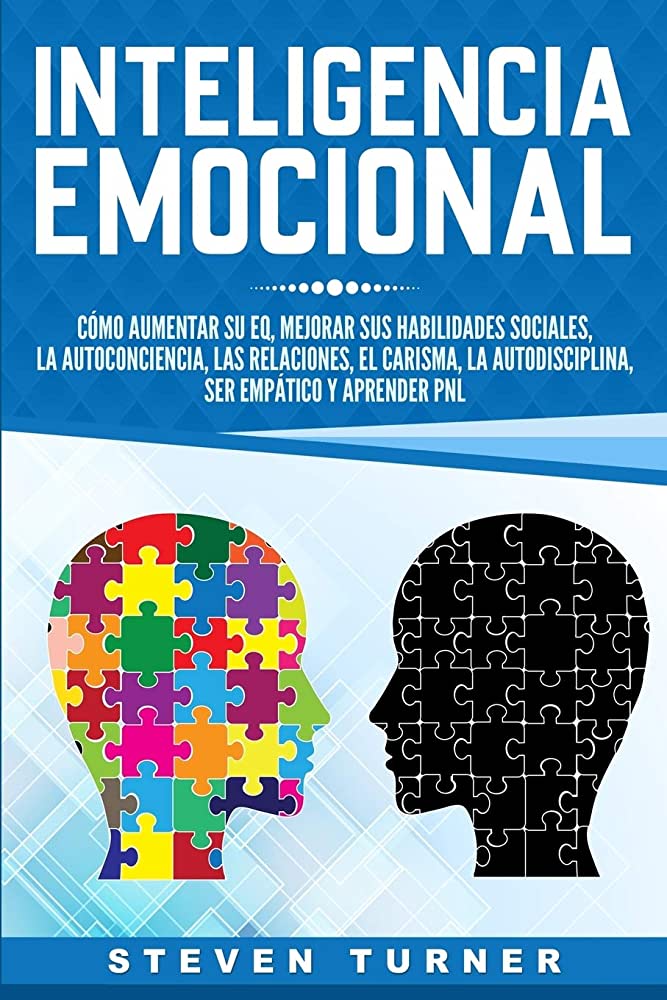 INTELIGENCIA
EMOCIONAL
CÓMO AUMENTAR SU EQ, MEJORAR SUS HABILIDADES SOCIALES,
LA AUTOCONCIENCIA, LAS RELACIONES, EL CARISMA, LA AUTODISCIPLINA,
SER EMPÁTICO Y APRENDER PNL
STEVEN TURNER